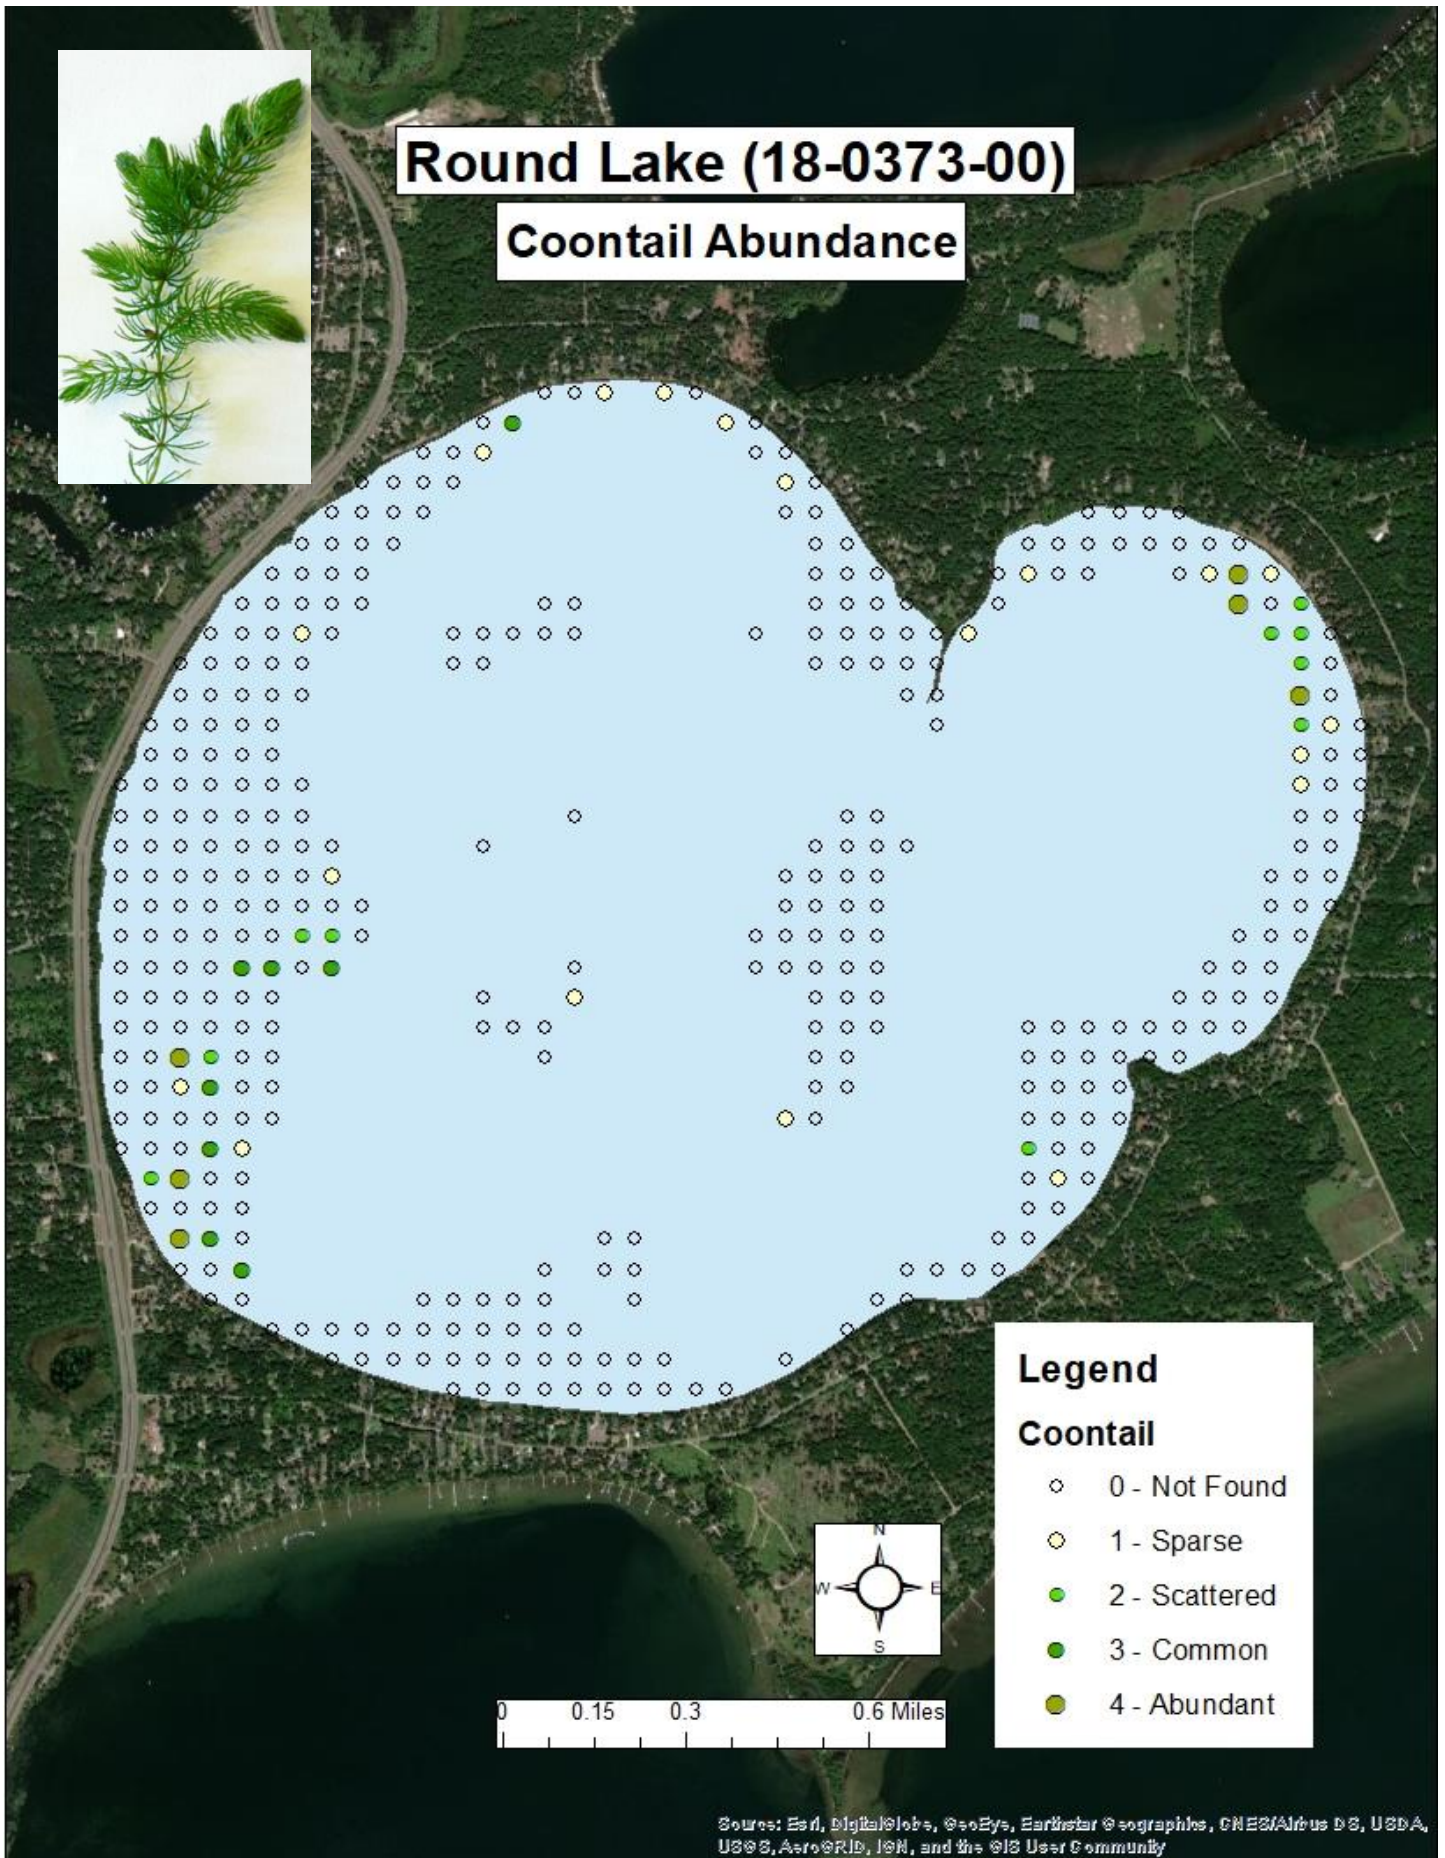 Round Lake (18-0373-00)
Coontail Abundance
Legend
Coontail
0 - Not Found
1 - Sparse
2 - Scattered
3 - Common
4 - Abundant
N
W E
S
0 0.15 0.3 0.6 Miles
Source: Esri, DigitalGlobe, GeoEye, Earthstar Geographics, CNES/Airbus DS, USDA,
USGS, AeroGRID, IGN, and the GIS User Community